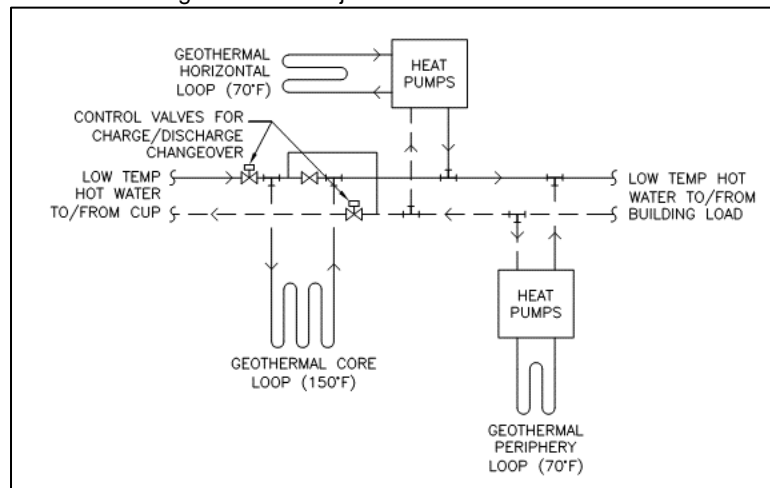 GEOTHERMAL
HORIZONTAL
LOOP (70°F)
HEAT
PUMPS
CONTROL VALVES FOR
CHARGE/DISCHARGE
CHANGEOVER
LOW TEMP
HOT WATER
TO/FROM CUP
LOW TEMP HOT
WATER TO/FROM
BUILDING LOAD
HEAT
PUMPS
GEOTHERMAL CORE
LOOP (150°F)
GEOTHERMAL
PERIPHERY
LOOP (70°F)